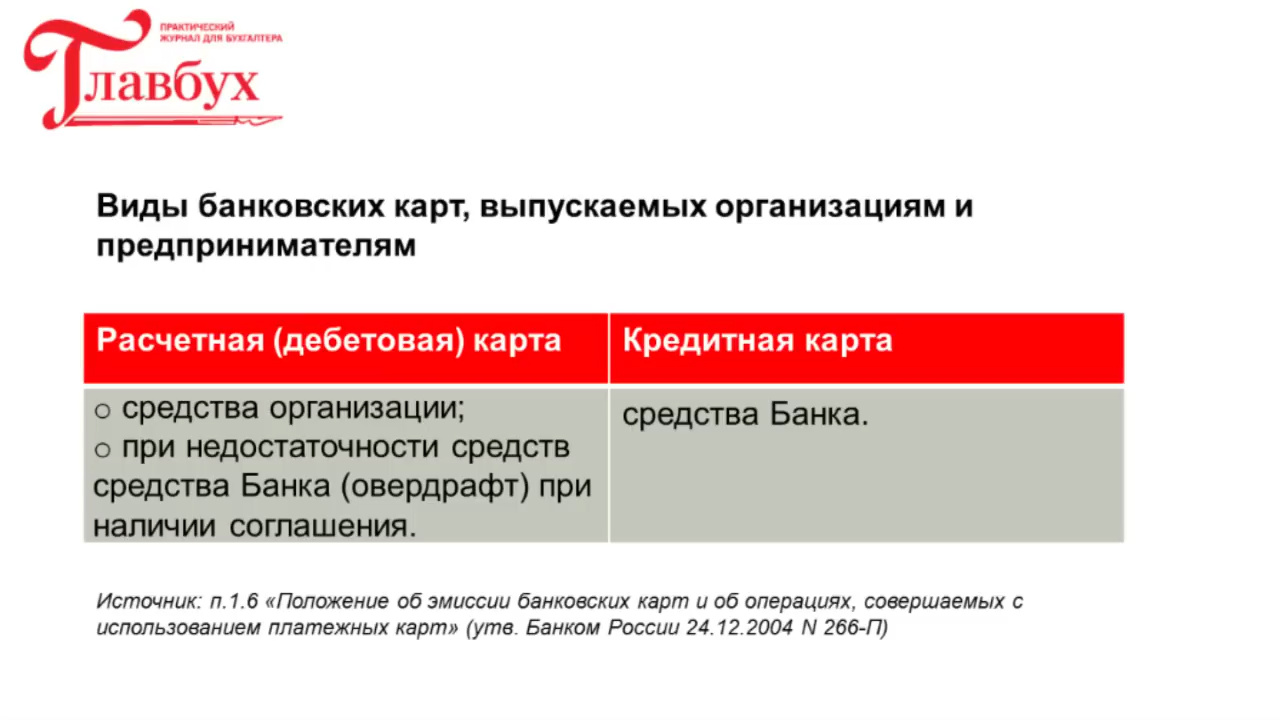 ПРАКТИЧЕСКИЙ
ЖУРНАЛ ДЛЯ БУХГАЛТЕРА
Главбух
Виды банковских карт, выпускаемых организациям и
предпринимателям
Расчетная (дебетовая) карта
Кредитная карта
o средства организации;
o при недостаточности средств
средства Банка (овердрафт) при
наличии соглашения.
средства Банка.
Источник: п.1.6 «Положение об эмиссии банковских карт и об операциях, совершаемых с
использованием платежных карт» (утв. Банком России 24.12.2004 N 266-П)